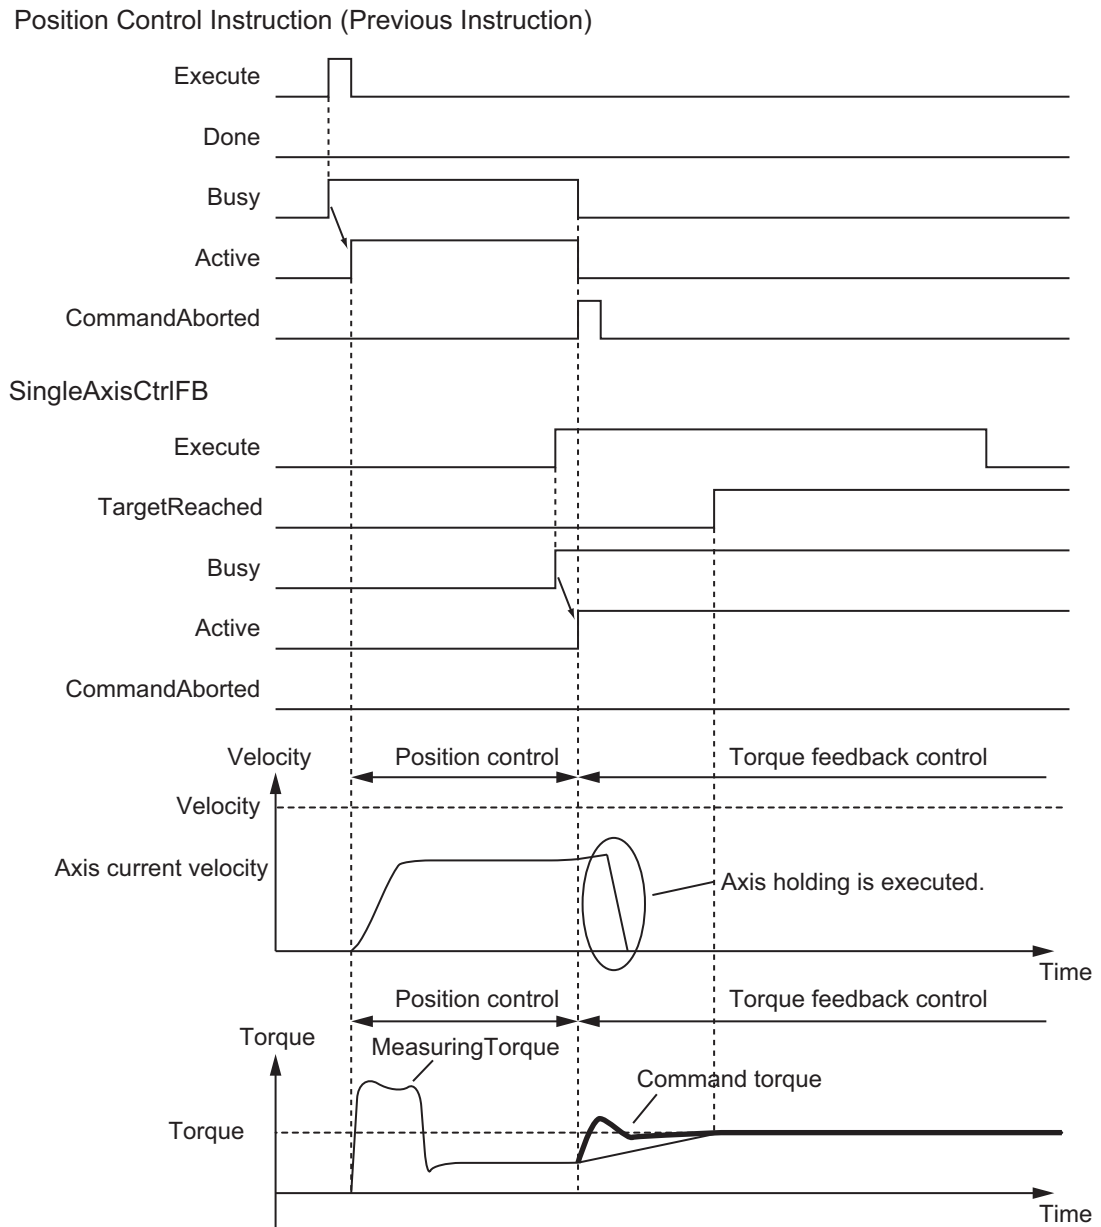 Position Control Instruction (Previous Instruction)
Execute
Done
Busy
Active
CommandAborted
SingleAxisCtrlFB
Execute
TargetReached
Busy
Active
CommandAborted
Velocity
Position control
Torque feedback control
Velocity
Axis current velocity
Axis holding is executed.
Time
Position control
Torque feedback control
Torque
MeasuringTorque
Command torque
Torque
Time